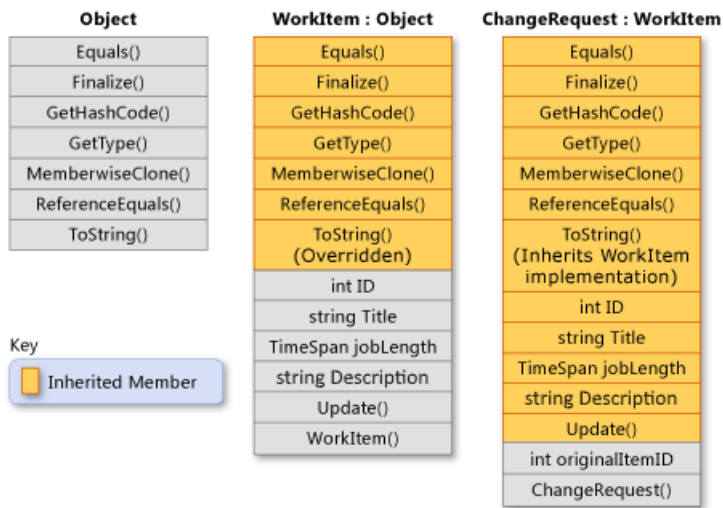 Object
Equals()
Finalize()
GetHashCode()
GetType()
MemberwiseClone()
ReferenceEquals()
ToString()
Key
Inherited Member
WorkItem : Object
Equals()
Finalize()
GetHashCode()
GetType()
MemberwiseClone()
ReferenceEquals()
ToString()
(Overridden)
int ID
string Title
TimeSpan jobLength
string Description
Update()
WorkItem()
ChangeRequest : WorkItem
Equals()
Finalize()
GetHashCode()
GetType()
MemberwiseClone()
ReferenceEquals()
ToString()
(Inherits WorkItem
implementation)
int ID
string Title
TimeSpan jobLength
string Description
Update()
int originalItemID
ChangeRequest()